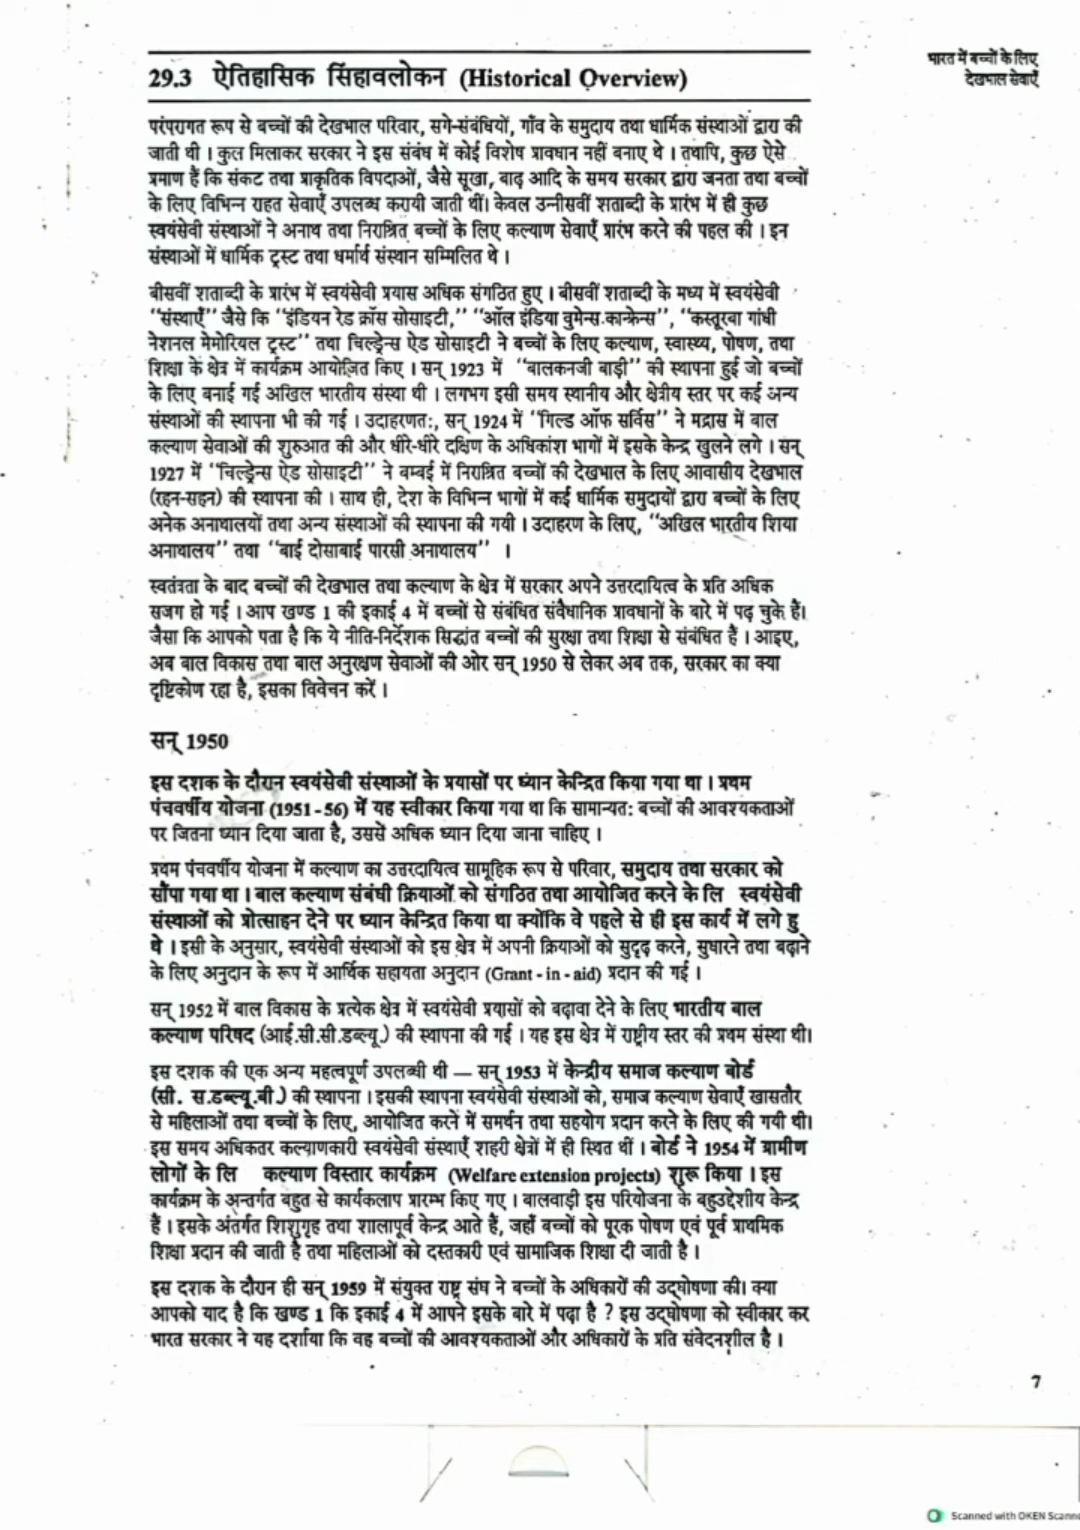 भारत में बच्चों के लिए
देखभाल सेवाएँ
29.3 ऐतिहासिक सिंहावलोकन (Historical Overview)
परंपरागत रूप से बच्चों की देखभाल परिवार, सगे-संबंधियों, गाँव के समुदाय तथा धार्मिक संस्थाओं द्वारा की
जाती थी । कुल मिलाकर सरकार ने इस संबंध में कोई विशेष प्रावधान नहीं बनाए थे । तथापि, कुछ ऐसे
प्रमाण हैं कि संकट तथा प्राकृतिक विपदाओं, जैसे सूखा, बाढ़ आदि के समय सरकार द्वारा जनता तथा बच्चों
के लिए विभिन्न राहत सेवाएँ उपलब्ध करायी जाती थीं। केवल उन्नीसवीं शताब्दी के प्रारंभ में ही कुछ
स्वयंसेवी संस्थाओं ने अनाथ तथा निराश्रित बच्चों के लिए कल्याण सेवाएँ प्रारंभ करने की पहल की । इन
संस्थाओं में धार्मिक ट्रस्ट तथा धर्मार्थ संस्थान सम्मिलित थे ।
बीसवीं शताब्दी के प्रारंभ में स्वयंसेवी प्रयास अधिक संगठित हुए । बीसवीं शताब्दी के मध्य में स्वयंसेवी
“संस्थाएँ” जैसे कि “इंडियन रेड क्रॉस सोसाइटी,” “ऑल इंडिया वुमेन्स कान्फ्रेन्स”, “कस्तूरबा गांधी
नेशनल मेमोरियल ट्रस्ट” तथा चिल्ड्रेन्स ऐड सोसाइटी ने बच्चों के लिए कल्याण, स्वास्थ्य, पोषण, तथा
शिक्षा के क्षेत्र में कार्यक्रम आयोजित किए । सन् 1923 में “बालकनजी बाड़ी” की स्थापना हुई जो बच्चों
के लिए बनाई गई अखिल भारतीय संस्था थी । लगभग इसी समय स्थानीय और क्षेत्रीय स्तर पर कई अन्य
संस्थाओं की स्थापना भी की गई । उदाहरणत:, सन् 1924 में “गिल्ड ऑफ सर्विस” ने मद्रास में बाल
कल्याण सेवाओं की शुरुआत की और धीरे-धीरे दक्षिण के अधिकांश भागों में इसके केन्द्र खुलने लगे । सन्
1927 में “चिल्ड्रेन्स ऐड सोसाइटी” ने बम्बई में निराश्रित बच्चों की देखभाल के लिए आवासीय देखभाल
(रहन-सहन) की स्थापना की । साथ ही, देश के विभिन्न भागों में कई धार्मिक समुदायों द्वारा बच्चों के लिए
अनेक अनाथालयों तथा अन्य संस्थाओं की स्थापना की गयी । उदाहरण के लिए, “अखिल भारतीय शिया
अनाथालय” तथा “बाई दोसाबाई पारसी अनाथालय” ।
स्वतंत्रता के बाद बच्चों की देखभाल तथा कल्याण के क्षेत्र में सरकार अपने उत्तरदायित्व के प्रति अधिक
सजग हो गई । आप खण्ड 1 की इकाई 4 में बच्चों से संबंधित संवैधानिक प्रावधानों के बारे में पढ़ चुके हैं।
जैसा कि आपको पता है कि ये नीति-निर्देशक सिद्धांत बच्चों की सुरक्षा तथा शिक्षा से संबंधित हैं । आइए,
अब बाल विकास तथा बाल अनुरक्षण सेवाओं की ओर सन् 1950 से लेकर अब तक, सरकार का क्या
दृष्टिकोण रहा है, इसका विवेचन करें ।
सन् 1950
इस दशक के दौरान स्वयंसेवी संस्थाओं के प्रयासों पर ध्यान केन्द्रित किया गया था । प्रथम
पंचवर्षीय योजना (1951-56) में यह स्वीकार किया गया था कि सामान्यत: बच्चों की आवश्यकताओं
पर जितना ध्यान दिया जाता है, उससे अधिक ध्यान दिया जाना चाहिए ।
प्रथम पंचवर्षीय योजना में कल्याण का उत्तरदायित्व सामूहिक रूप से परिवार, समुदाय तथा सरकार को
सौंपा गया था । बाल कल्याण संबंधी क्रियाओं को संगठित तथा आयोजित करने के लि स्वयंसेवी
संस्थाओं को प्रोत्साहन देने पर ध्यान केन्द्रित किया था क्योंकि वे पहले से ही इस कार्य में लगे हु
थे । इसी के अनुसार, स्वयंसेवी संस्थाओं को इस क्षेत्र में अपनी क्रियाओं को सुदृढ़ करने, सुधारने तथा बढ़ाने
के लिए अनुदान के रूप में आर्थिक सहायता अनुदान (Grant-in-aid) प्रदान की गई ।
सन् 1952 में बाल विकास के प्रत्येक क्षेत्र में स्वयंसेवी प्रयासों को बढ़ावा देने के लिए भारतीय बाल
कल्याण परिषद (आई.सी.सी.डब्ल्यू.) की स्थापना की गई । यह इस क्षेत्र में राष्ट्रीय स्तर की प्रथम संस्था थी।
इस दशक की एक अन्य महत्वपूर्ण उपलब्धी थी — सन् 1953 में केन्द्रीय समाज कल्याण बोर्ड
(सी. स.डब्ल्यू.बी.) की स्थापना । इसकी स्थापना स्वयंसेवी संस्थाओं को, समाज कल्याण सेवाएँ खासतौर
से महिलाओं तथा बच्चों के लिए, आयोजित करने में समर्थन तथा सहयोग प्रदान करने के लिए की गयी थी।
इस समय अधिकतर कल्याणकारी स्वयंसेवी संस्थाएँ शहरी क्षेत्रों में ही स्थित थीं । बोर्ड ने 1954 में ग्रामीण
लोगों के लि कल्याण विस्तार कार्यक्रम (Welfare extension projects) शुरू किया । इस
कार्यक्रम के अन्तर्गत बहुत से कार्यकलाप प्रारम्भ किए गए । बालवाड़ी इस परियोजना के बहुउद्देशीय केन्द्र
हैं । इसके अंतर्गत शिशुगृह तथा शालापूर्व केन्द्र आते हैं, जहाँ बच्चों को पूरक पोषण एवं पूर्व प्राथमिक
शिक्षा प्रदान की जाती है तथा महिलाओं को दस्तकारी एवं सामाजिक शिक्षा दी जाती है ।
इस दशक के दौरान ही सन् 1959 में संयुक्त राष्ट्र संघ ने बच्चों के अधिकारों की उद्घोषणा की। क्या
आपको याद है कि खण्ड 1 कि इकाई 4 में आपने इसके बारे में पढ़ा है ? इस उद्घोषणा को स्वीकार कर
भारत सरकार ने यह दर्शाया कि वह बच्चों की आवश्यकताओं और अधिकारों के प्रति संवेदनशील है ।
7
Scanned with OKEN Scanne